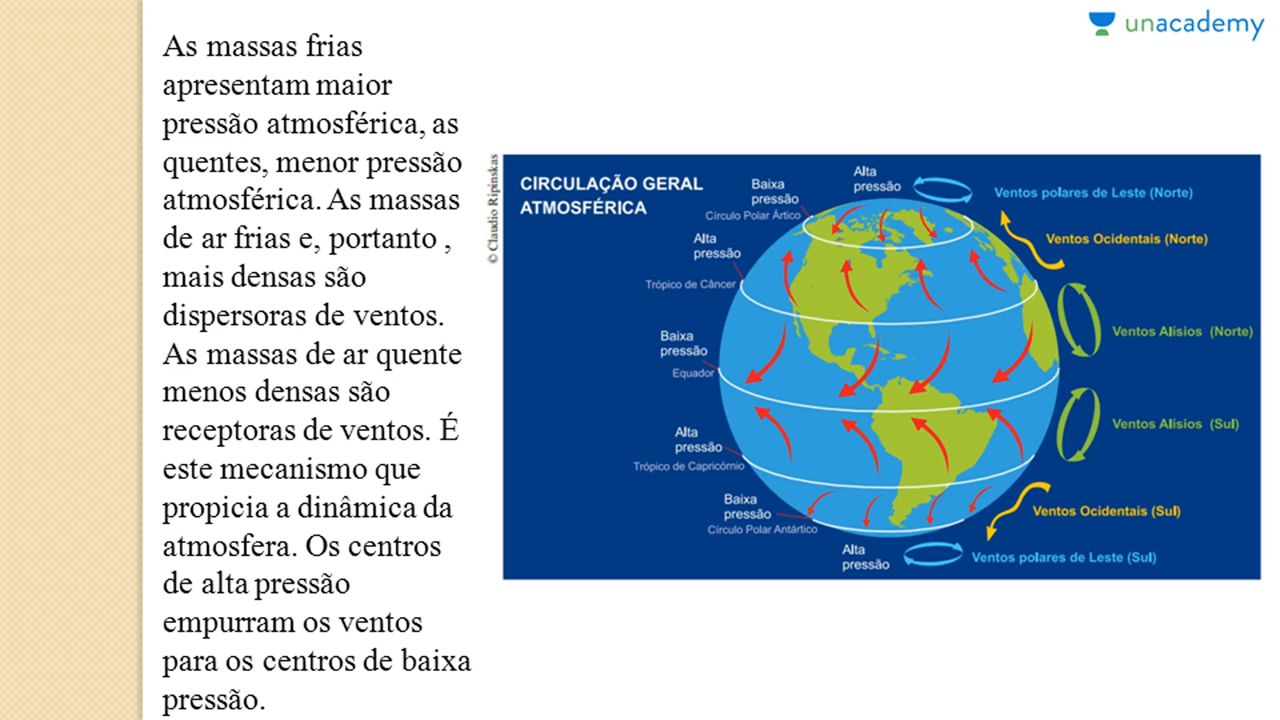 As massas frias
apresentam maior
pressão atmosférica, as
quentes, menor pressão
atmosférica. As massas
de ar frias e, portanto ,
mais densas são
dispersoras de ventos.
As massas de ar quente
menos densas são
receptoras de ventos. É
este mecanismo que
propicia a dinâmica da
atmosfera. Os centros
de alta pressão
empurram os ventos
para os centros de baixa
pressão.
unacademy
© Claudio Ripinskas
CIRCULAÇÃO GERAL
ATMOSFÉRICA
Alta
pressão
Baixa
pressão
Círculo Polar Ártico
Alta
pressão
Trópico de Câncer
Baixa
pressão
Equador
Alta
pressão
Trópico de Capricórnio
Baixa
pressão
Círculo Polar Antártico
Alta
pressão
Ventos polares de Leste (Norte)
Ventos Ocidentais (Norte)
Ventos Alísios (Norte)
Ventos Alísios (Sul)
Ventos Ocidentais (Sul)
Ventos polares de Leste (Sul)